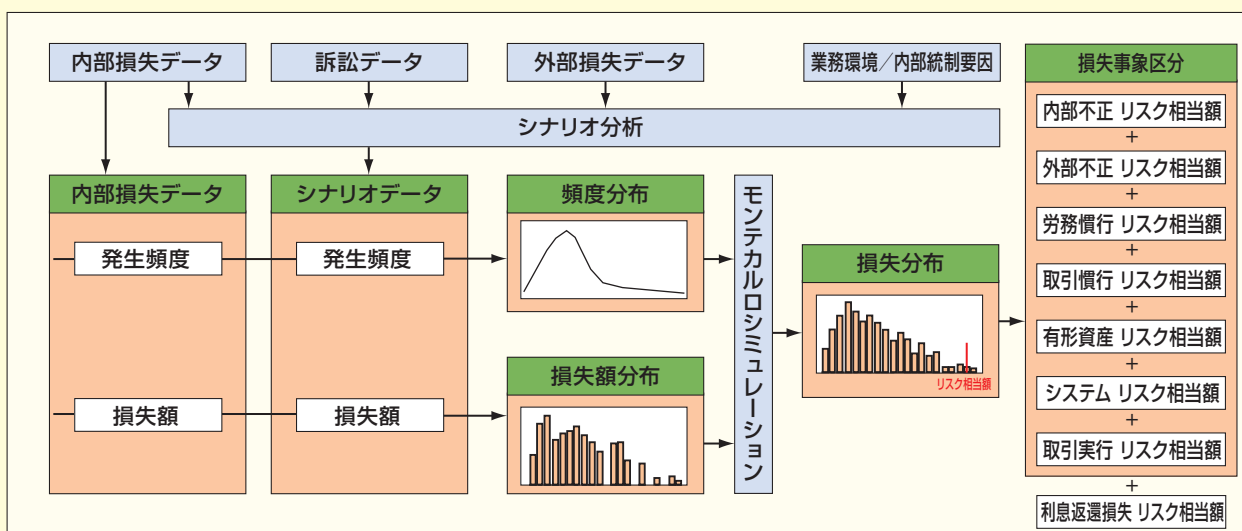 内部損失データ
訴訟データ
外部損失データ
業務環境／内部統制要因
シナリオ分析
内部損失データ
発生頻度
損失額
シナリオデータ
発生頻度
損失額
頻度分布
損失額分布
モンテカルロシミュレーション
損失分布
リスク相当額
損失事象区分
内部不正 リスク相当額
+
外部不正 リスク相当額
+
労務慣行 リスク相当額
+
取引慣行 リスク相当額
+
有形資産 リスク相当額
+
システム リスク相当額
+
取引実行 リスク相当額
+
利息返還損失 リスク相当額